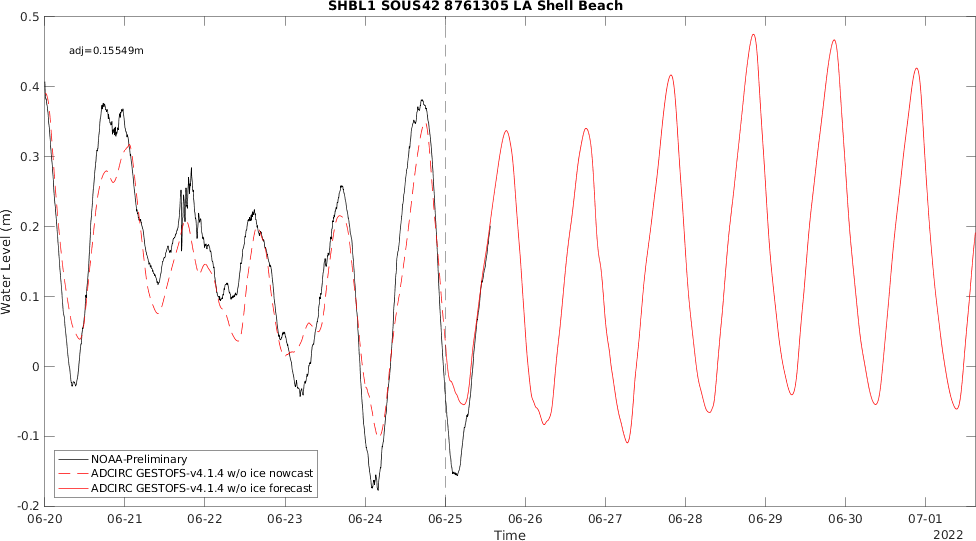 SHBL1 SOUS42 8761305 LA Shell Beach
adj=0.15549m
0.5
0.4
0.3
0.2
0.1
0
-0.1
-0.2
Water Level (m)
NOAA-Preliminary
ADCIRC GESTOFS-v4.1.4 w/o ice nowcast
ADCIRC GESTOFS-v4.1.4 w/o ice forecast
06-20 06-21 06-22 06-23 06-24 06-25 06-26 06-27 06-28 06-29 06-30 07-01
Time
2022